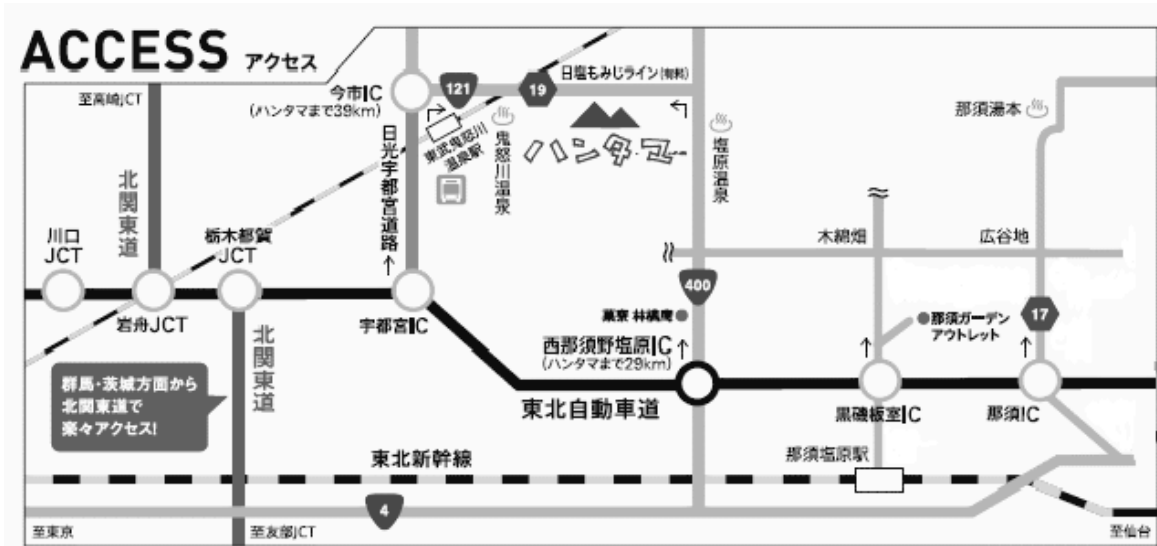 ACCESS アクセス
至高崎JCT
今市IC
(ハンタマまで39km)
121
19
日塩もみじライン(有料)
ハンターマ
東武鬼怒川
温泉駅
鬼怒川温泉
塩原温泉
那須湯本
日光宇都宮道路
北関東道
川口
JCT
栃木都賀
JCT
木綿畑
広谷地
400
岩舟JCT
宇都宮IC
菓寮 林檎庵
那須ガーデン
アウトレット
17
西那須野塩原IC
(ハンタマまで29km)
北関東道
群馬・茨城方面から
北関東道で
楽々アクセス!
東北自動車道
黒磯板室IC
那須IC
那須塩原駅
東北新幹線
4
至東京
至友部JCT
至仙台